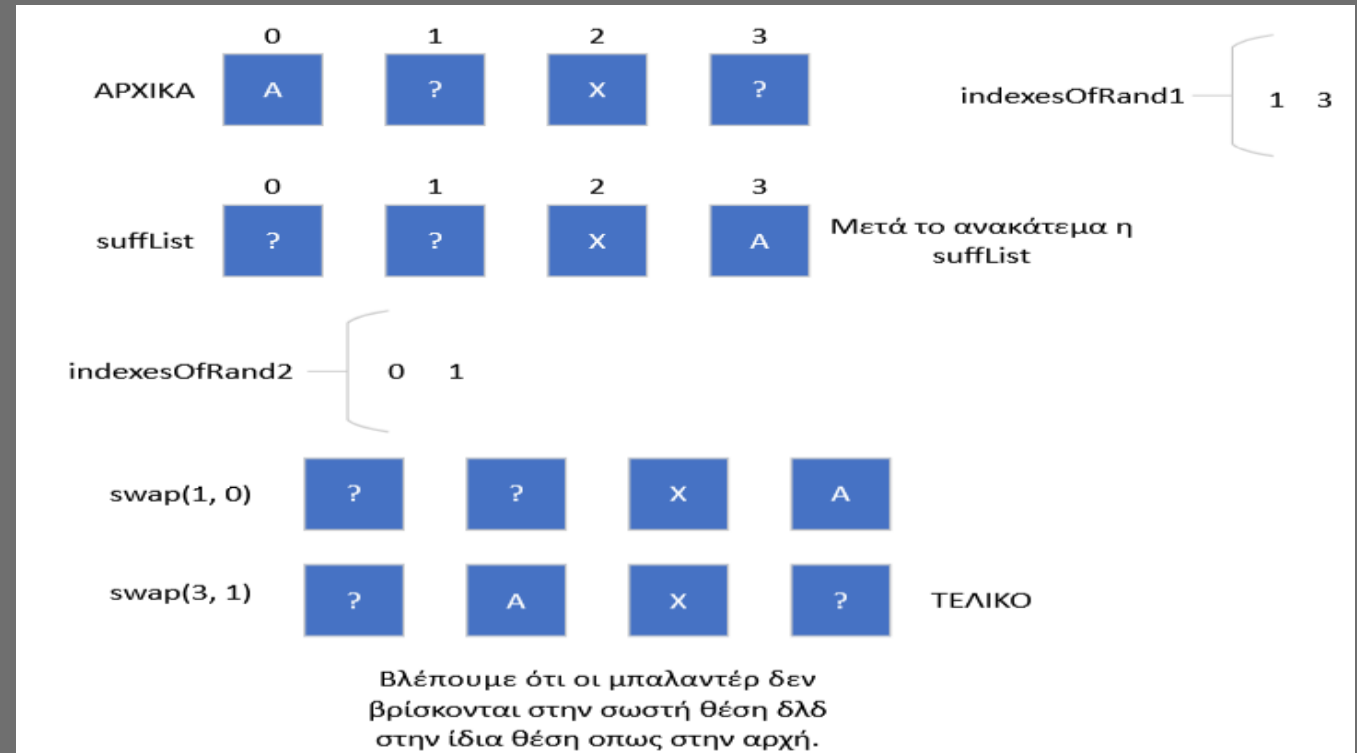 0 1 2 3
ΑΡΧΙΚΑ A ? X ? indexesOfRand1 1 3
0 1 2 3
suffList ? ? X A Μετά το ανακάτεμα η
suffList
indexesOfRand2 0 1
swap(1, 0) ? ? X A
swap(3, 1) ? A X ? ΤΕΛΙΚΟ
Βλέπουμε ότι οι μπαλαντέρ δεν
βρίσκονται στην σωστή θέση δλδ
στην ίδια θέση οπως στην αρχή.